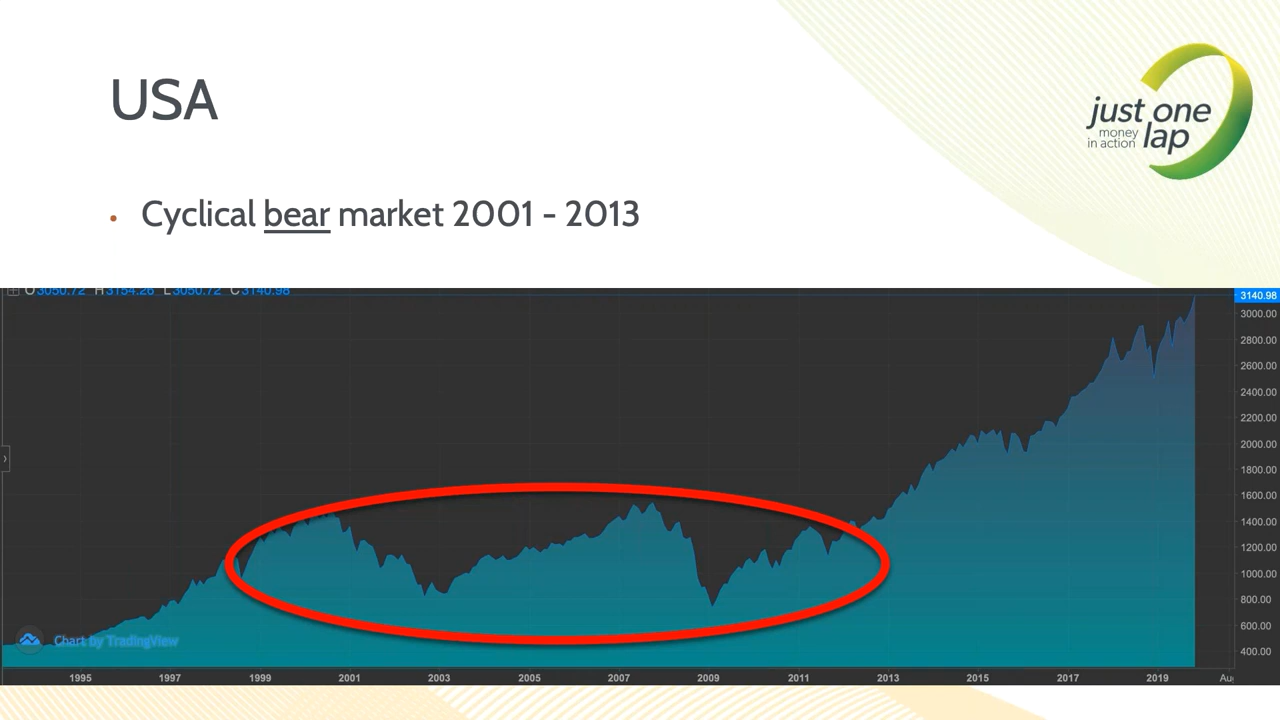 USA
just one
money
in action lap
• Cyclical bear market 2001 - 2013
O3050.72 H3154.26 L3050.72 C3140.98
3140.98
3000.00
2800.00
2600.00
2400.00
2200.00
2000.00
1800.00
1600.00
1400.00
1200.00
1000.00
800.00
600.00
400.00
Chart by TradingView
1995 1997 1999 2001 2003 2005 2007 2009 2011 2013 2015 2017 2019 Aug